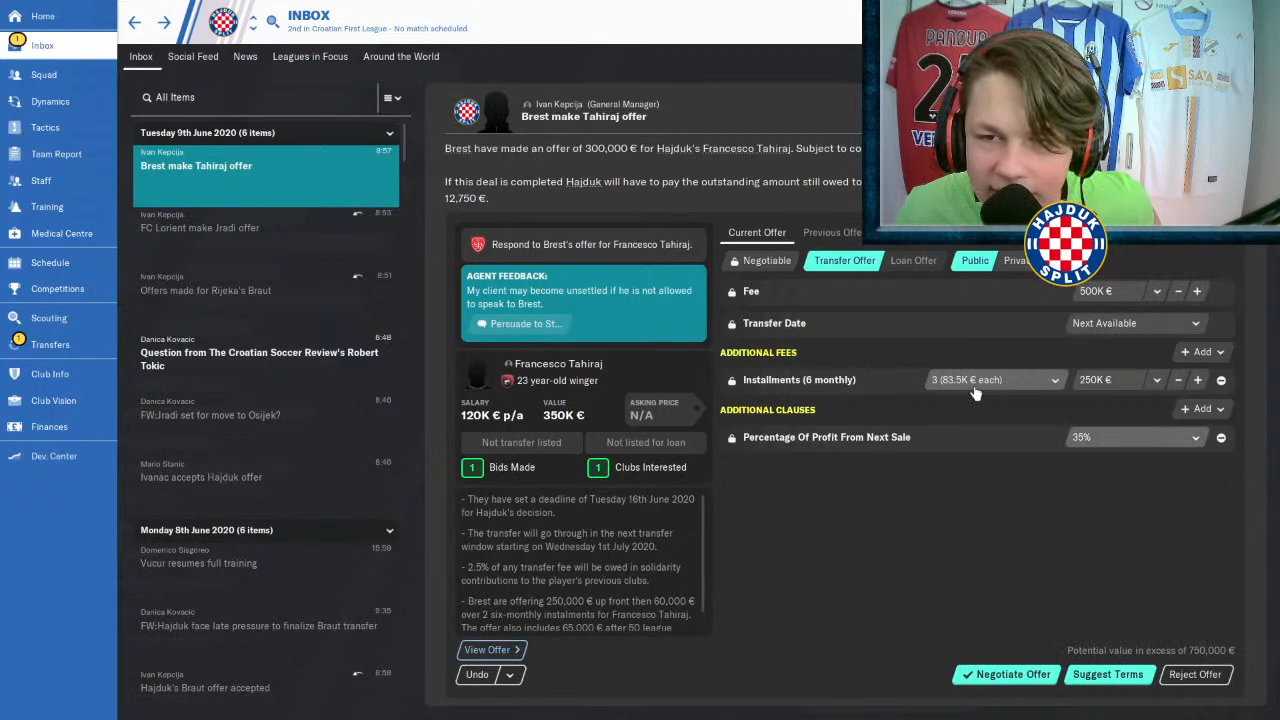 Home
1
Inbox
Squad
Dynamics
Tactics
Team Report
Staff
Training
Medical Centre
Schedule
Competitions
Scouting
1
Transfers
Club Info
Club Vision
Finances
Dev. Center
INBOX
2nd in Croatian First League - No match scheduled.
Inbox
Social Feed
News
Leagues in Focus
Around the World
All Items
Tuesday 9th June 2020 (6 items)
Ivan Kepcija 8:57
Brest make Tahiraj offer
Ivan Kepcija 8:53
FC Lorient make Jradi offer
Ivan Kepcija 8:51
Offers made for Rijeka's Braut
Danica Kovacic 8:48
Question from The Croatian Soccer Review's Robert
Tokic
Danica Kovacic 8:46
FW:Jradi set for move to Osijek?
Mario Stanic 8:46
Ivanac accepts Hajduk offer
Monday 8th June 2020 (6 items)
Domenico Sisgoreo 15:59
Vucur resumes full training
Danica Kovacic 9:35
FW:Hajduk face late pressure to finalize Braut transfer
Ivan Kepcija 8:58
Hajduk's Braut offer accepted
Ivan Kepcija (General Manager)
Brest make Tahiraj offer
Brest have made an offer of 300,000 € for Hajduk's Francesco Tahiraj. Subject to co
If this deal is completed Hajduk will have to pay the outstanding amount still owed to
12,750 €.
Respond to Brest's offer for Francesco Tahiraj.
AGENT FEEDBACK:
My client may become unsettled if he is not allowed
to speak to Brest.
Persuade to St...
Francesco Tahiraj
23 year-old winger
SALARY VALUE ASKING PRICE
120K € p/a 350K € N/A
Not transfer listed
Not listed for loan
1 Bids Made
1 Clubs Interested
- They have set a deadline of Tuesday 16th June 2020
for Hajduk's decision.
- The transfer will go through in the next transfer
window starting on Wednesday 1st July 2020.
- 2.5% of any transfer fee will be owed in solidarity
contributions to the player's previous clubs.
- Brest are offering 250,000 € up front then 60,000 €
over 2 six-monthly instalments for Francesco Tahiraj.
The offer also includes 65,000 € after 50 league
View Offer
Undo
Current Offer
Previous Offe
Negotiable
Transfer Offer
Loan Offer
Public
Priva
Fee 500K €
Transfer Date Next Available
ADDITIONAL FEES + Add
Installments (6 monthly) 3 (83.5K € each) 250K €
ADDITIONAL CLAUSES + Add
Percentage Of Profit From Next Sale 35%
Potential value in excess of 750,000 €
Negotiate Offer
Suggest Terms
Reject Offer
PANDUR
HAJDUK
SPLIT